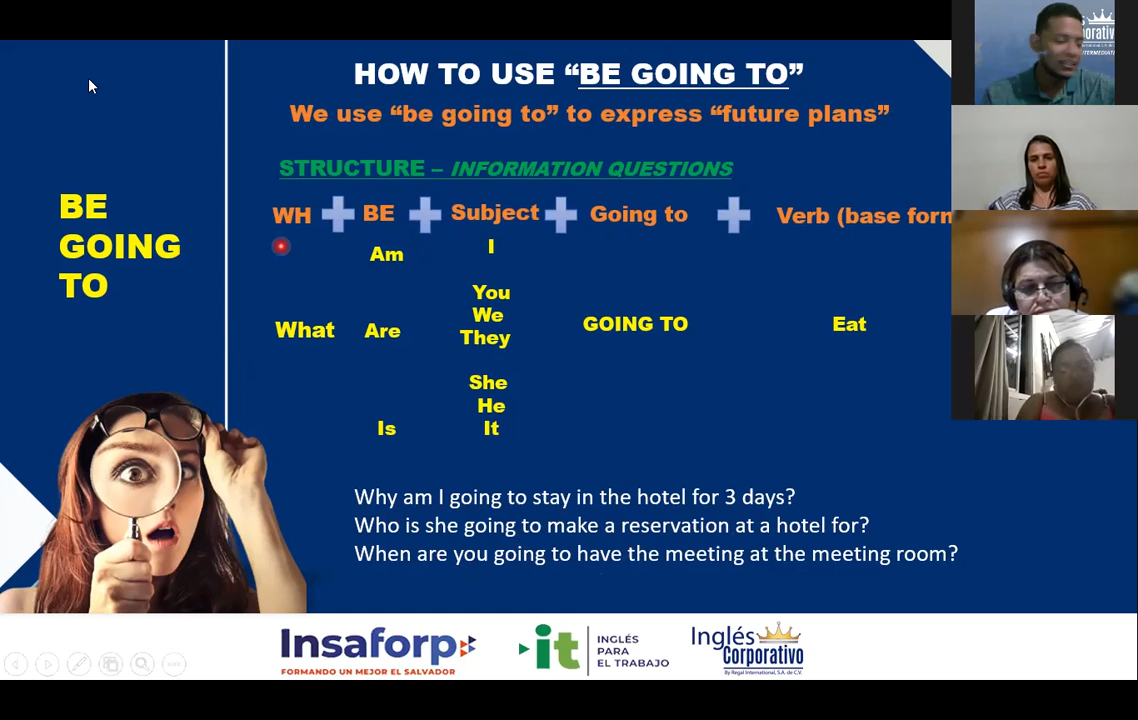 HOW TO USE “BE GOING TO”
We use “be going to” to express “future plans”
STRUCTURE – INFORMATION QUESTIONS
WH + BE + Subject + Going to + Verb (base form
BE
GOING
TO
Am I
You
We
They
What Are GOING TO Eat
She
He
It
Is
Why am I going to stay in the hotel for 3 days?
Who is she going to make a reservation at a hotel for?
When are you going to have the meeting at the meeting room?
Insaforp
FORMANDO UN MEJOR EL SALVADOR
it
INGLÉS
PARA
EL TRABAJO
Inglés
Corporativo
By Regal International, S.A. de C.V.